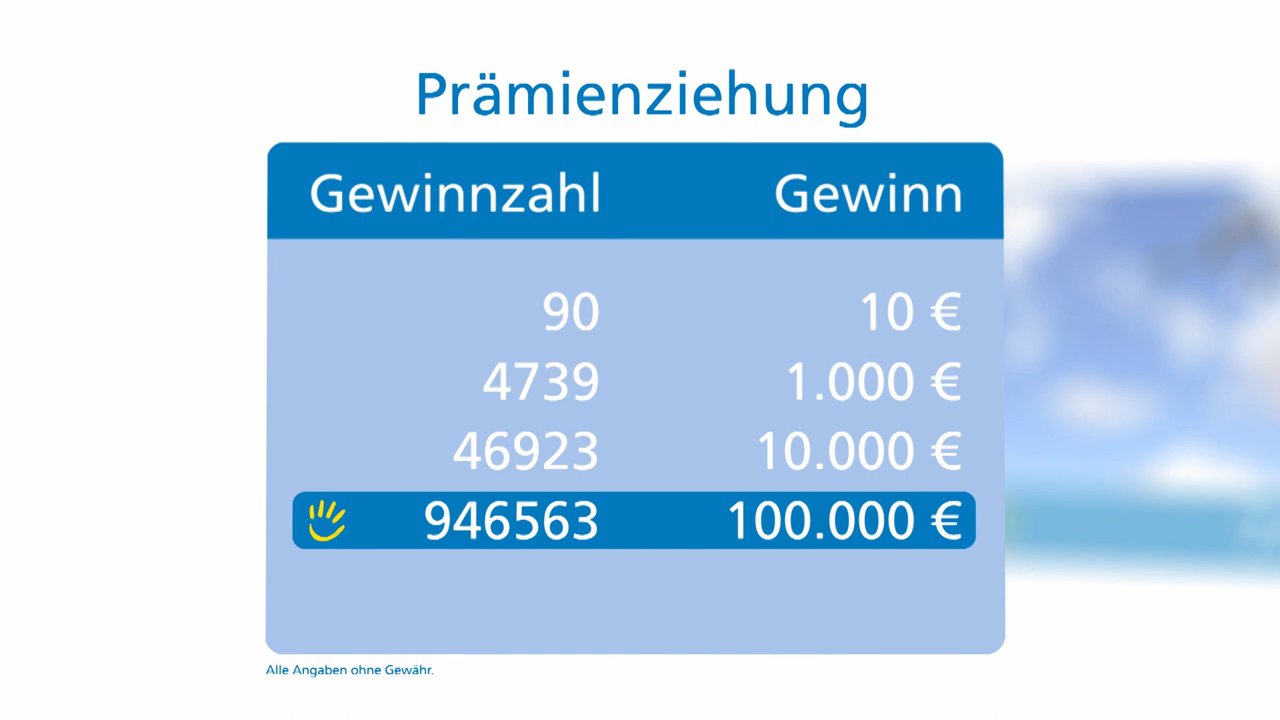 Prämienziehung
Gewinnzahl Gewinn
90 10 €
4739 1.000 €
46923 10.000 €
946563 100.000 €
Alle Angaben ohne Gewähr.